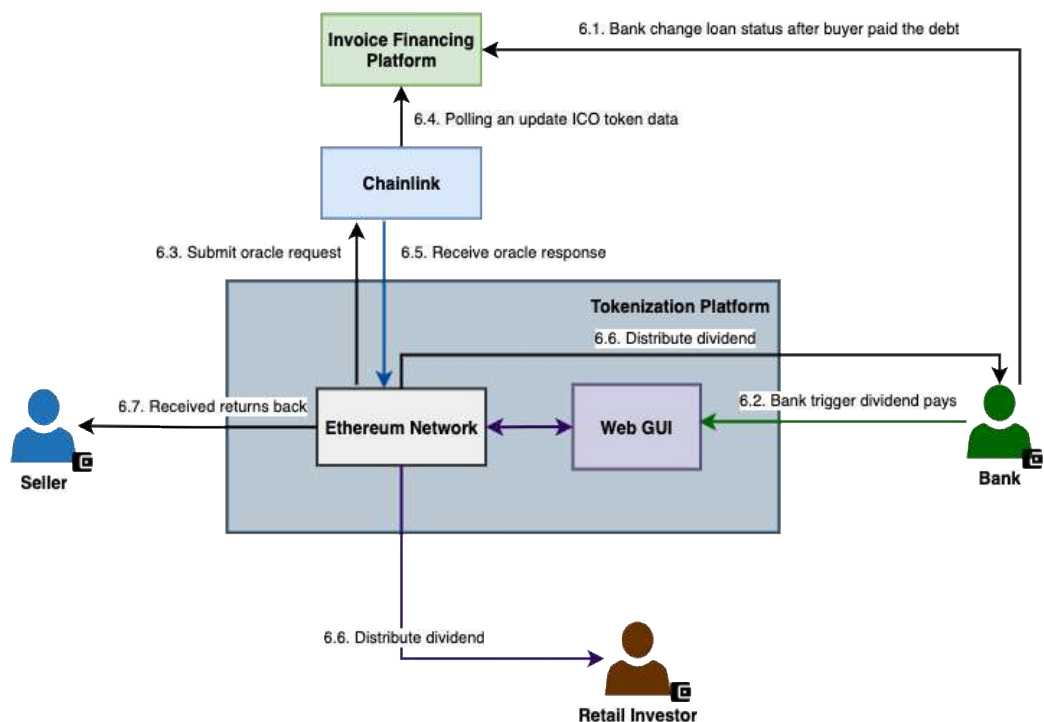 6.1. Bank change loan status after buyer paid the debt
Invoice Financing
Platform
6.4. Polling an update ICO token data
Chainlink
6.3. Submit oracle request
6.5. Receive oracle response
Tokenization Platform
6.6. Distribute dividend
6.7. Received returns back
Ethereum Network
Web GUI
6.2. Bank trigger dividend pays
Seller
Bank
6.6. Distribute dividend
Retail Investor